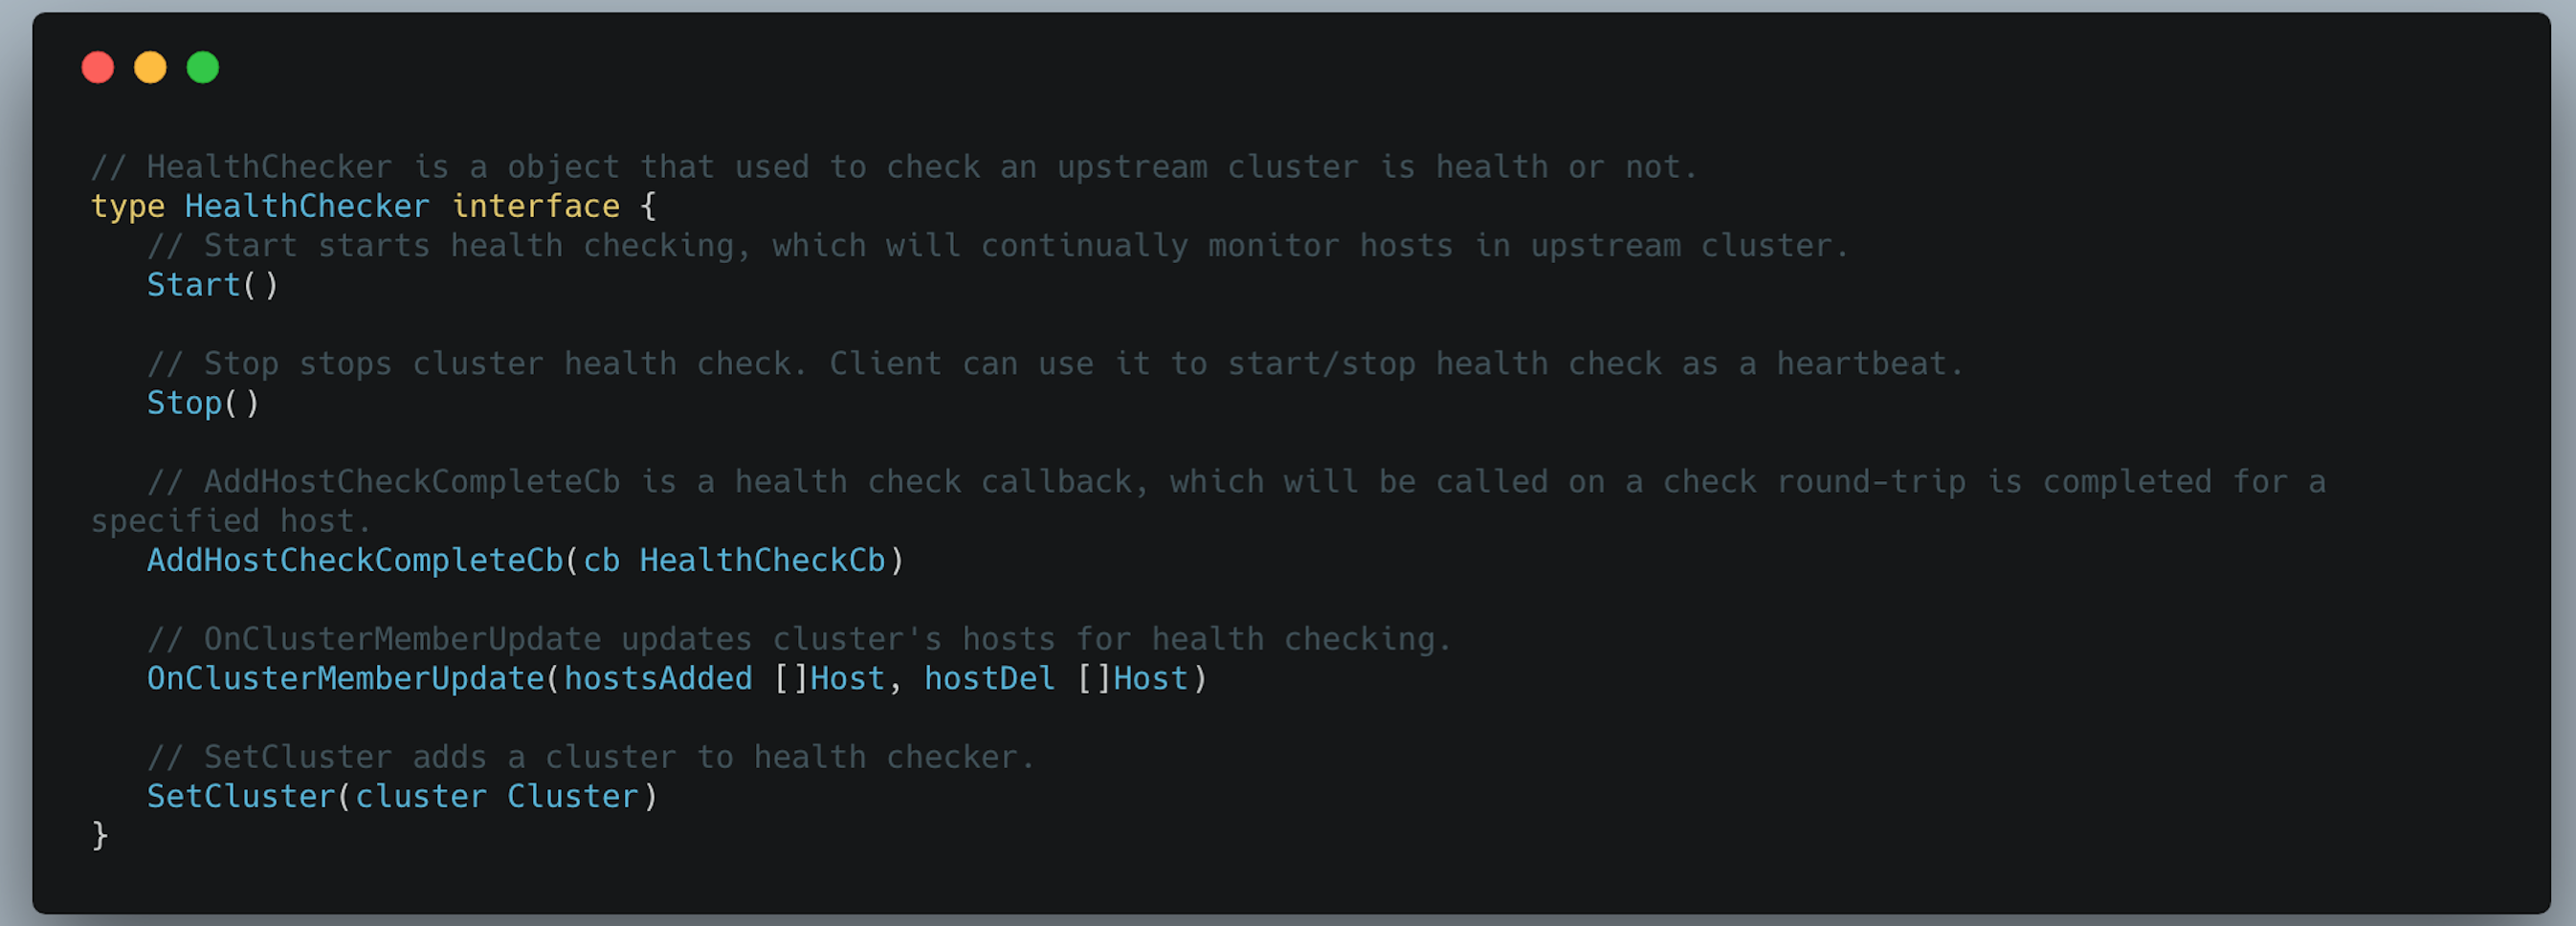 // HealthChecker is a object that used to check an upstream cluster is health or not.
type HealthChecker interface {
   // Start starts health checking, which will continually monitor hosts in upstream cluster.
   Start()

   // Stop stops cluster health check. Client can use it to start/stop health check as a heartbeat.
   Stop()

   // AddHostCheckCompleteCb is a health check callback, which will be called on a check round-trip is completed for a
specified host.
   AddHostCheckCompleteCb(cb HealthCheckCb)

   // OnClusterMemberUpdate updates cluster's hosts for health checking.
   OnClusterMemberUpdate(hostsAdded []Host, hostDel []Host)

   // SetCluster adds a cluster to health checker.
   SetCluster(cluster Cluster)
}